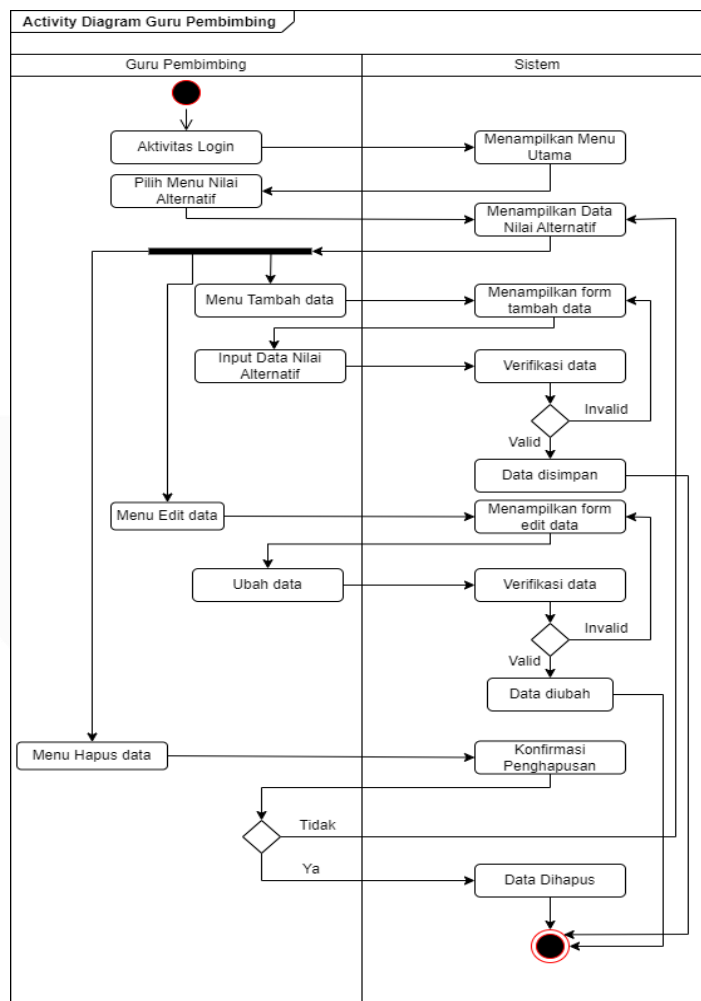 Activity Diagram Guru Pembimbing
Guru Pembimbing
Sistem
Aktivitas Login
Menampilkan Menu
Utama
Pilih Menu Nilai
Alternatif
Menampilkan Data
Nilai Alternatif
Menu Tambah data
Menampilkan form
tambah data
Input Data Nilai
Alternatif
Verifikasi data
Invalid
Valid
Data disimpan
Menu Edit data
Menampilkan form
edit data
Ubah data
Verifikasi data
Invalid
Valid
Data diubah
Menu Hapus data
Konfirmasi
Penghapusan
Tidak
Ya
Data Dihapus